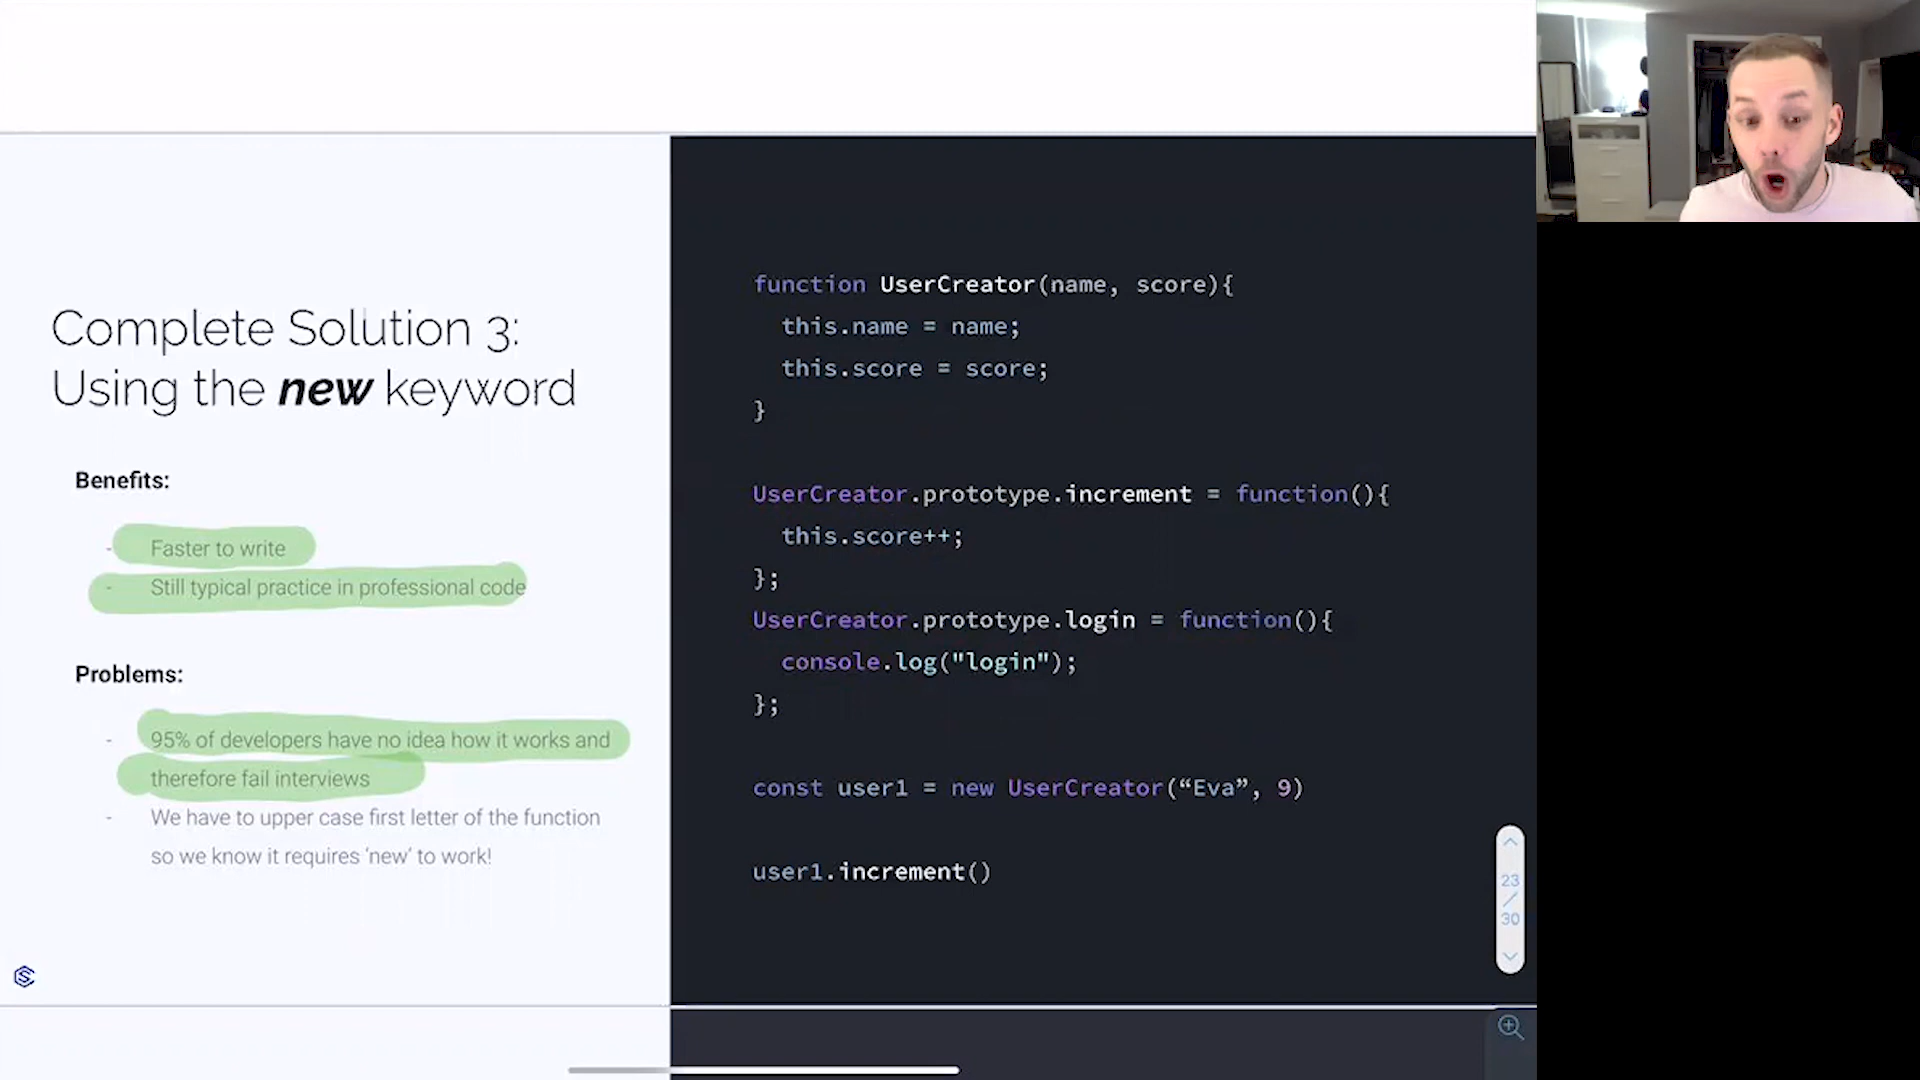 Complete Solution 3:
Using the new keyword
Benefits:
- Faster to write
- Still typical practice in professional code
Problems:
- 95% of developers have no idea how it works and
therefore fail interviews
- We have to upper case first letter of the function
so we know it requires ‘new’ to work!
function UserCreator(name, score){
this.name = name;
this.score = score;
}
UserCreator.prototype.increment = function(){
this.score++;
};
UserCreator.prototype.login = function(){
console.log("login");
};
const user1 = new UserCreator(“Eva”, 9)
user1.increment()
23
/
30